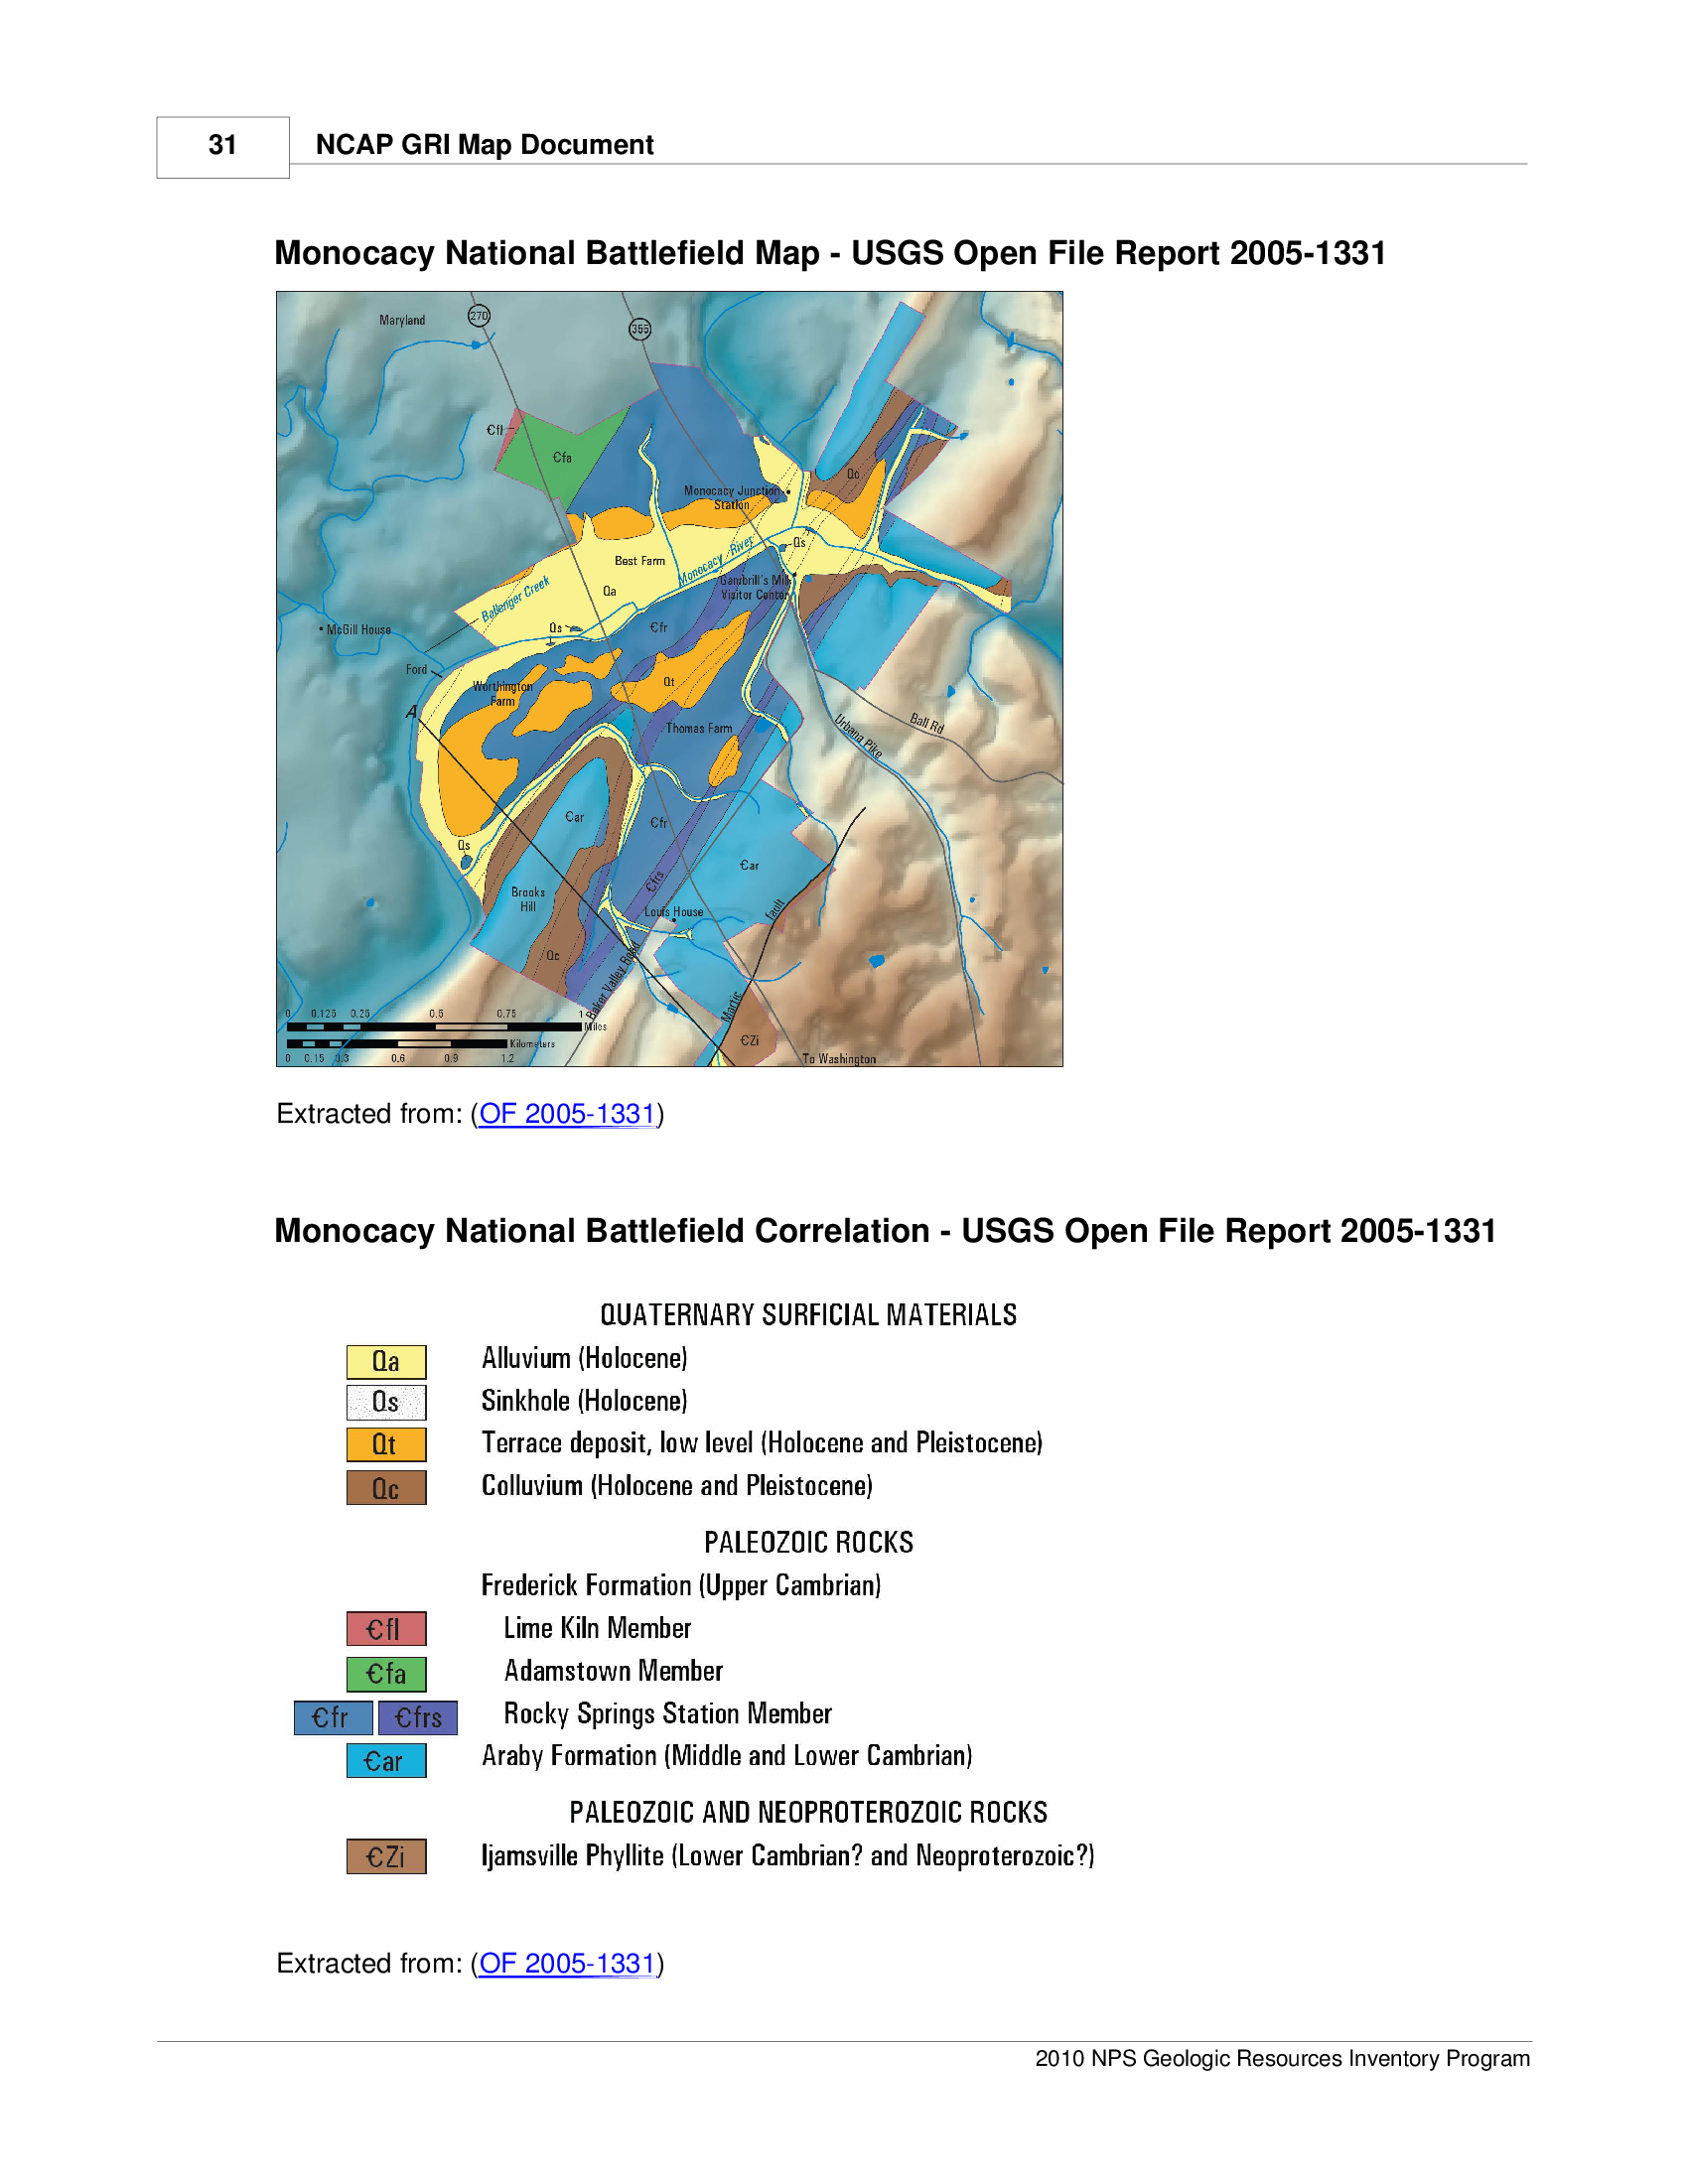 31
NCAP GRI Map Document
Monocacy National Battlefield Map - USGS Open File Report 2005-1331
Maryland
270
355
Єfl
Єfa
Qc
Monocacy Junction
Station
Qs
Best Farm
Monocacy River
Gambrill's Mill
Visitor Center
Ballenger Creek
Qa
McGill House
Qs
Єfr
Ford
Qt
Worthington
Farm
A
Thomas Farm
Urbana Pike
Ball Rd
Єar
Єfr
Qs
Єar
Єfrs
Brooks
Hill
Louis House
fault
Qc
Baker Valley Road
Martic
ЄZi
To Washington
0 0.125 0.25 0.5 0.75 1
Miles
Kilometers
0 0.15 0.3 0.6 0.9 1.2
Extracted from: (OF 2005-1331)
Monocacy National Battlefield Correlation - USGS Open File Report 2005-1331
QUATERNARY SURFICIAL MATERIALS
Qa Alluvium (Holocene)
Qs Sinkhole (Holocene)
Qt Terrace deposit, low level (Holocene and Pleistocene)
Qc Colluvium (Holocene and Pleistocene)
PALEOZOIC ROCKS
Frederick Formation (Upper Cambrian)
Єfl Lime Kiln Member
Єfa Adamstown Member
Єfr Єfrs Rocky Springs Station Member
Єar Araby Formation (Middle and Lower Cambrian)
PALEOZOIC AND NEOPROTEROZOIC ROCKS
ЄZi Ijamsville Phyllite (Lower Cambrian? and Neoproterozoic?)
Extracted from: (OF 2005-1331)
2010 NPS Geologic Resources Inventory Program